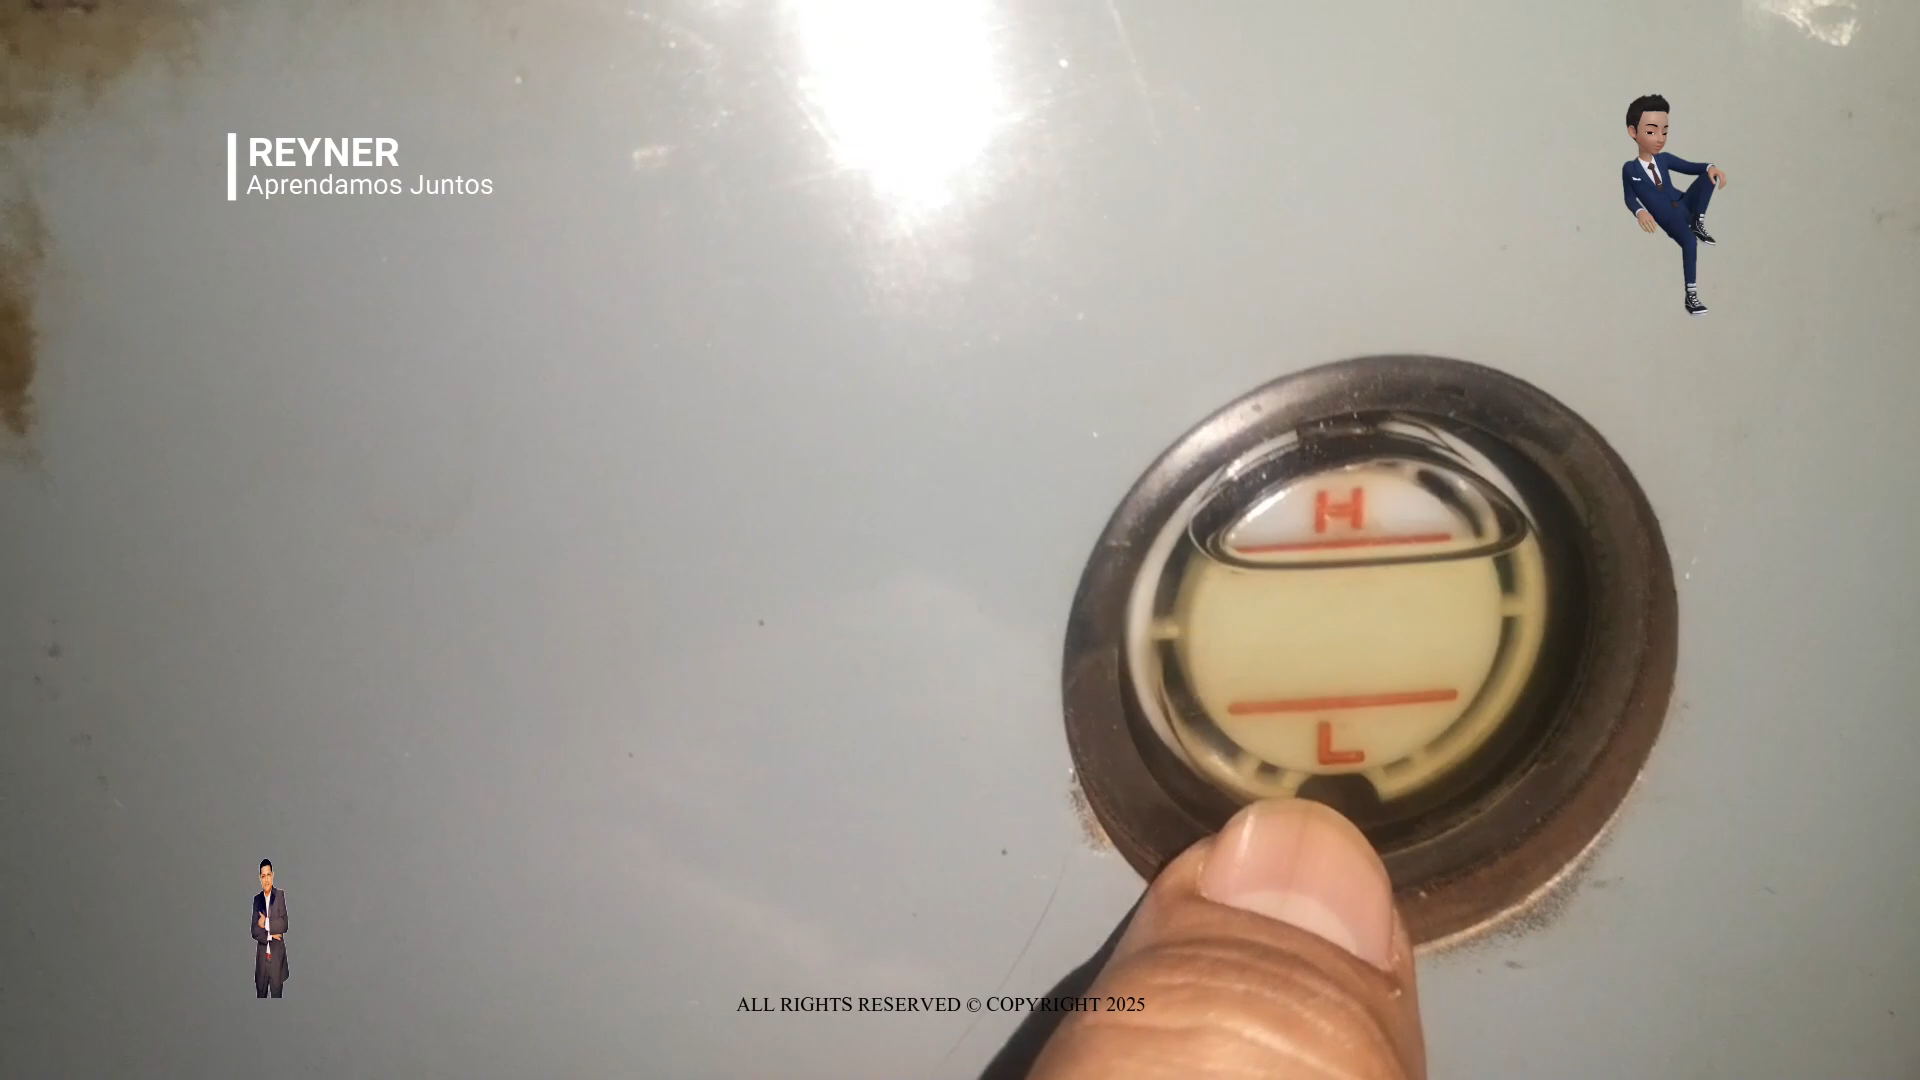 REYNER
Aprendamos Juntos
H
L
ALL RIGHTS RESERVED © COPYRIGHT 2025